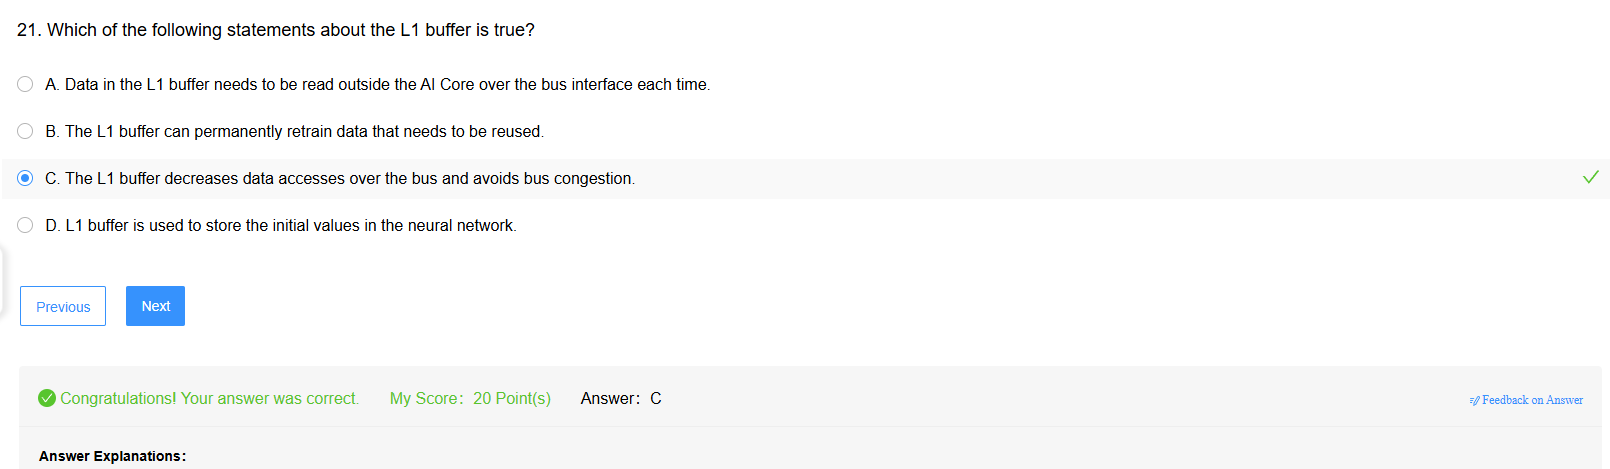 21. Which of the following statements about the L1 buffer is true?
A. Data in the L1 buffer needs to be read outside the AI Core over the bus interface each time.
B. The L1 buffer can permanently retrain data that needs to be reused.
C. The L1 buffer decreases data accesses over the bus and avoids bus congestion.
D. L1 buffer is used to store the initial values in the neural network.
Previous Next
Congratulations! Your answer was correct. My Score: 20 Point(s) Answer: C Feedback on Answer
Answer Explanations: